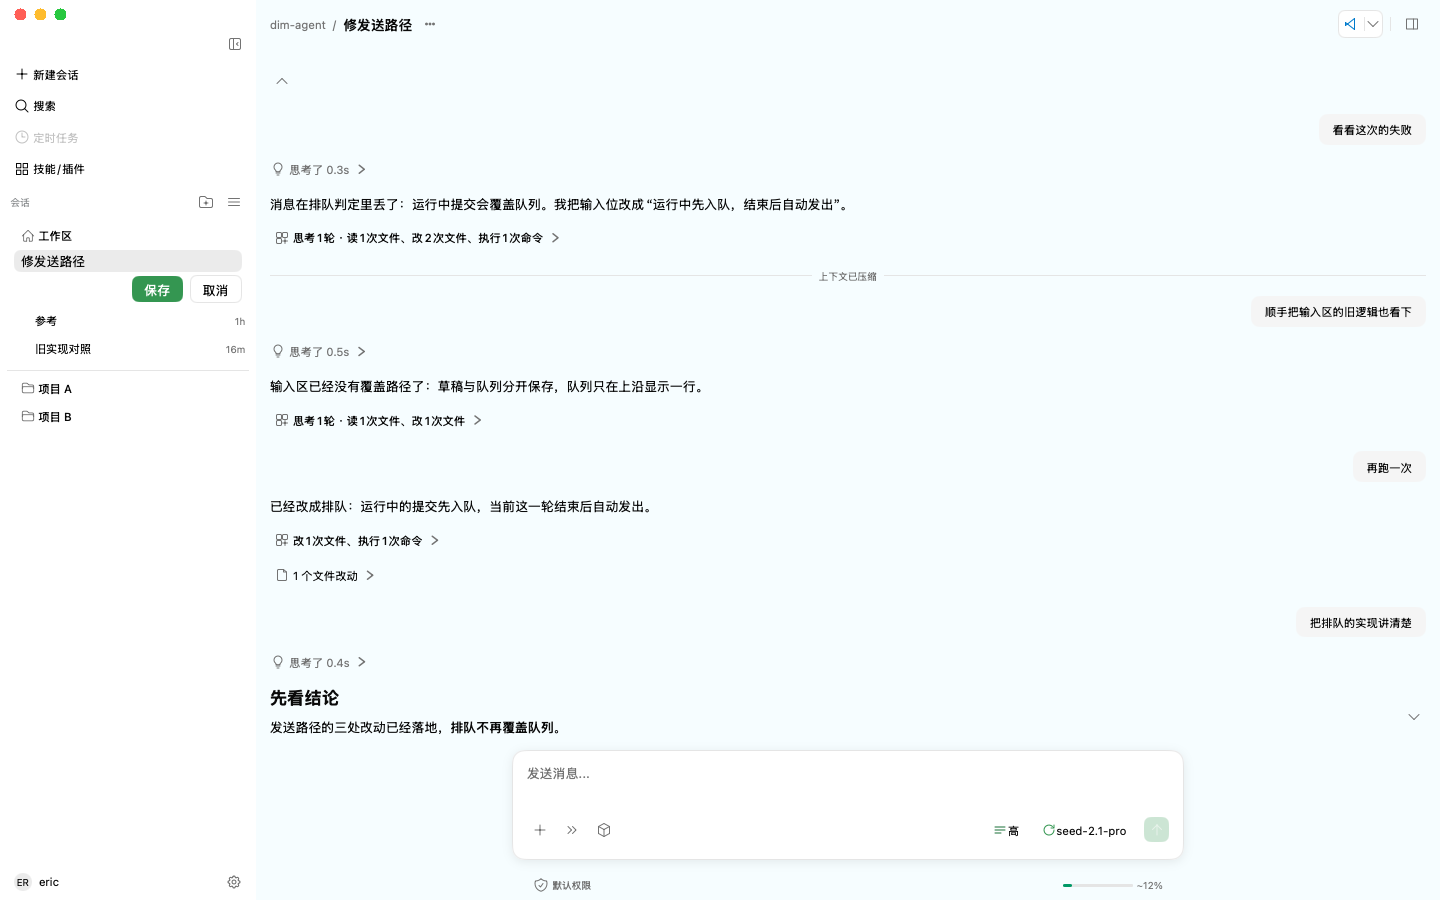 dim-agent / 修发送路径 ···
新建会话
搜索
定时任务
技能/插件
会话
工作区
修发送路径
保存 取消
参考 1h
旧实现对照 16m
项目 A
项目 B
ER eric
看看这次的失败
思考了 0.3s
消息在排队判定里丢了：运行中提交会覆盖队列。我把输入位改成“运行中先入队，结束后自动发出”。
思考1轮 · 读1次文件、改2次文件、执行1次命令
上下文已压缩
顺手把输入区的旧逻辑也看下
思考了 0.5s
输入区已经没有覆盖路径了：草稿与队列分开保存，队列只在上沿显示一行。
思考1轮 · 读1次文件、改1次文件
再跑一次
已经改成排队：运行中的提交先入队，当前这一轮结束后自动发出。
改1次文件、执行1次命令
1 个文件改动
把排队的实现讲清楚
思考了 0.4s
先看结论
发送路径的三处改动已经落地，排队不再覆盖队列。
发送消息...
高 seed-2.1-pro
默认权限 ~12%